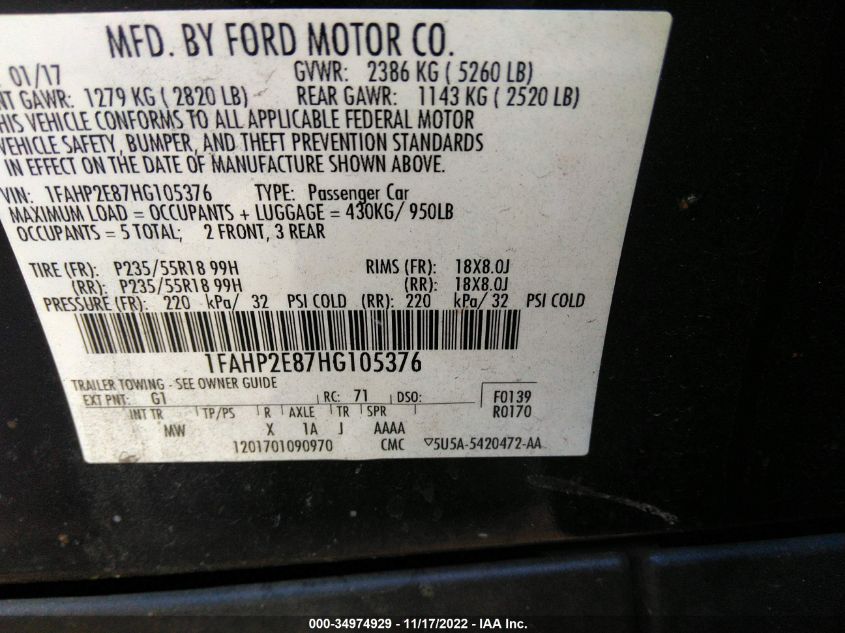 MFD. BY FORD MOTOR CO.
01/17 GVWR: 2386 KG ( 5260 LB)
NT GAWR: 1279 KG ( 2820 LB) REAR GAWR: 1143 KG ( 2520 LB)
HIS VEHICLE CONFORMS TO ALL APPLICABLE FEDERAL MOTOR
VEHICLE SAFETY, BUMPER, AND THEFT PREVENTION STANDARDS
IN EFFECT ON THE DATE OF MANUFACTURE SHOWN ABOVE.
VIN: 1FAHP2E87HG105376 TYPE: Passenger Car
MAXIMUM LOAD = OCCUPANTS + LUGGAGE = 430KG/ 950LB
OCCUPANTS = 5 TOTAL; 2 FRONT, 3 REAR
TIRE (FR): P235/55R18 99H RIMS (FR): 18X8.0J
(RR): P235/55R18 99H (RR): 18X8.0J
PRESSURE (FR): 220 kPa/ 32 PSI COLD (RR): 220 kPa/ 32 PSI COLD
1FAHP2E87HG105376
TRAILER TOWING - SEE OWNER GUIDE
EXT PNT: G1 RC: 71 DSO: F0139
INT TR TP/PS R AXLE TR SPR R0170
MW X 1A J AAAA
1201701090970 CMC ▽5U5A-5420472-AA
000-34974929 - 11/17/2022 - IAA Inc.